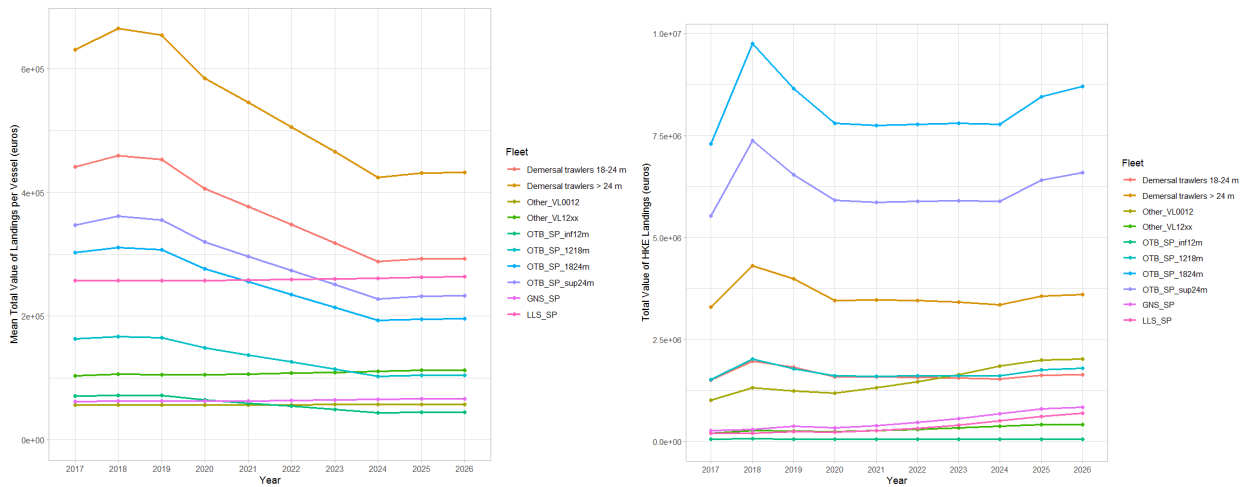 Mean Total Value of Landings per Vessel (euros)
6e+05
4e+05
2e+05
0e+00
2017 2018 2019 2020 2021 2022 2023 2024 2025 2026
Year
Fleet
Demersal trawlers 18-24 m
Demersal trawlers > 24 m
Other_VL0012
Other_VL12xx
OTB_SP_inf12m
OTB_SP_1218m
OTB_SP_1824m
OTB_SP_sup24m
GNS_SP
LLS_SP
Total Value of HKE Landings (euros)
1.0e+07
7.5e+06
5.0e+06
2.5e+06
0.0e+00
2017 2018 2019 2020 2021 2022 2023 2024 2025 2026
Year
Fleet
Demersal trawlers 18-24 m
Demersal trawlers > 24 m
Other_VL0012
Other_VL12xx
OTB_SP_inf12m
OTB_SP_1218m
OTB_SP_1824m
OTB_SP_sup24m
GNS_SP
LLS_SP